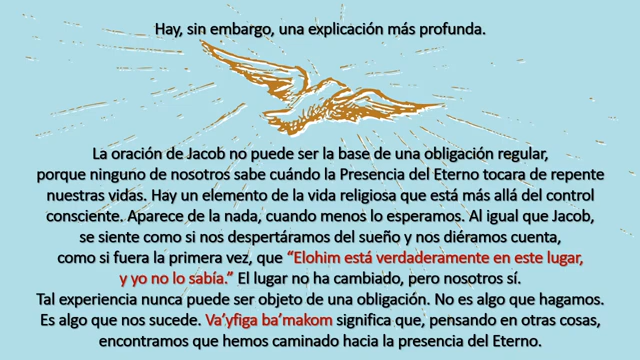 Hay, sin embargo, una explicación más profunda.
La oración de Jacob no puede ser la base de una obligación regular,
porque ninguno de nosotros sabe cuándo la Presencia del Eterno tocara de repente
nuestras vidas. Hay un elemento de la vida religiosa que está más allá del control
consciente. Aparece de la nada, cuando menos lo esperamos. Al igual que Jacob,
se siente como si nos despertáramos del sueño y nos diéramos cuenta,
como si fuera la primera vez, que “Elohim está verdaderamente en este lugar,
y yo no lo sabía.” El lugar no ha cambiado, pero nosotros sí.
Tal experiencia nunca puede ser objeto de una obligación. No es algo que hagamos.
Es algo que nos sucede. Va’yfiga ba’makom significa que, pensando en otras cosas,
encontramos que hemos caminado hacia la presencia del Eterno.